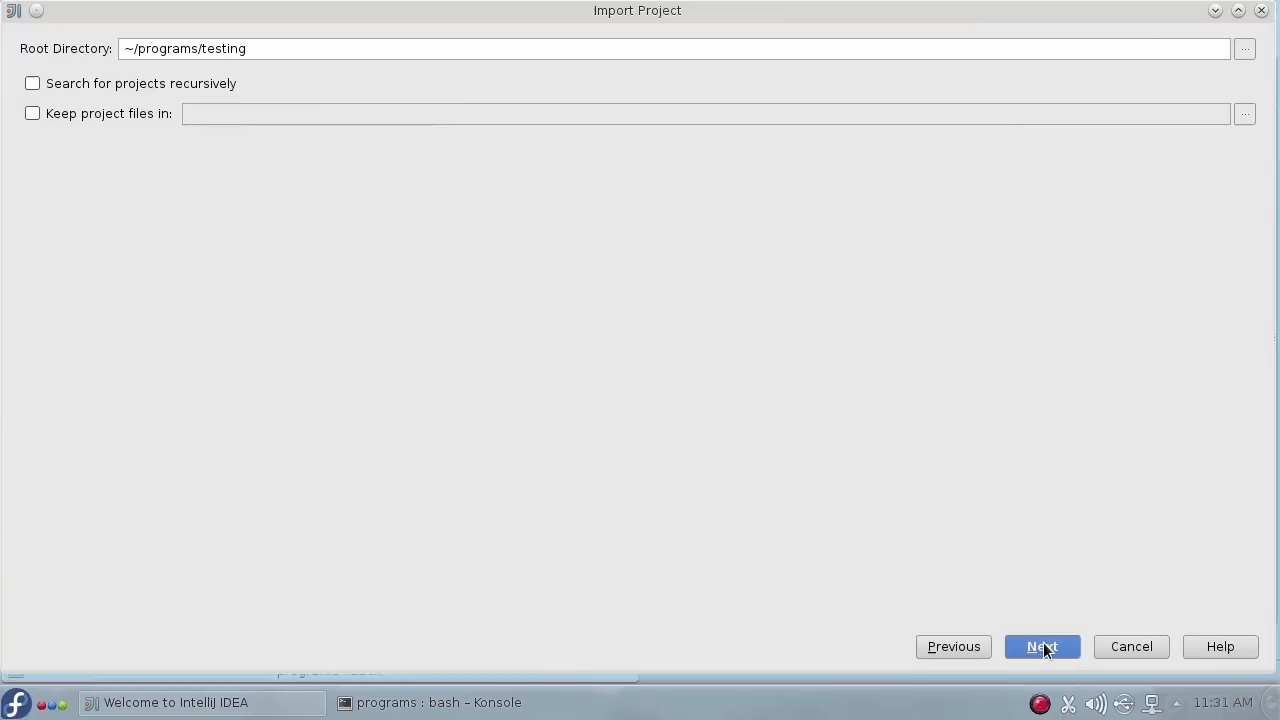 Import Project
Root Directory: ~/programs/testing ...
Search for projects recursively
Keep project files in: ...
Previous Next Cancel Help
Welcome to IntelliJ IDEA programs : bash – Konsole 11:31 AM